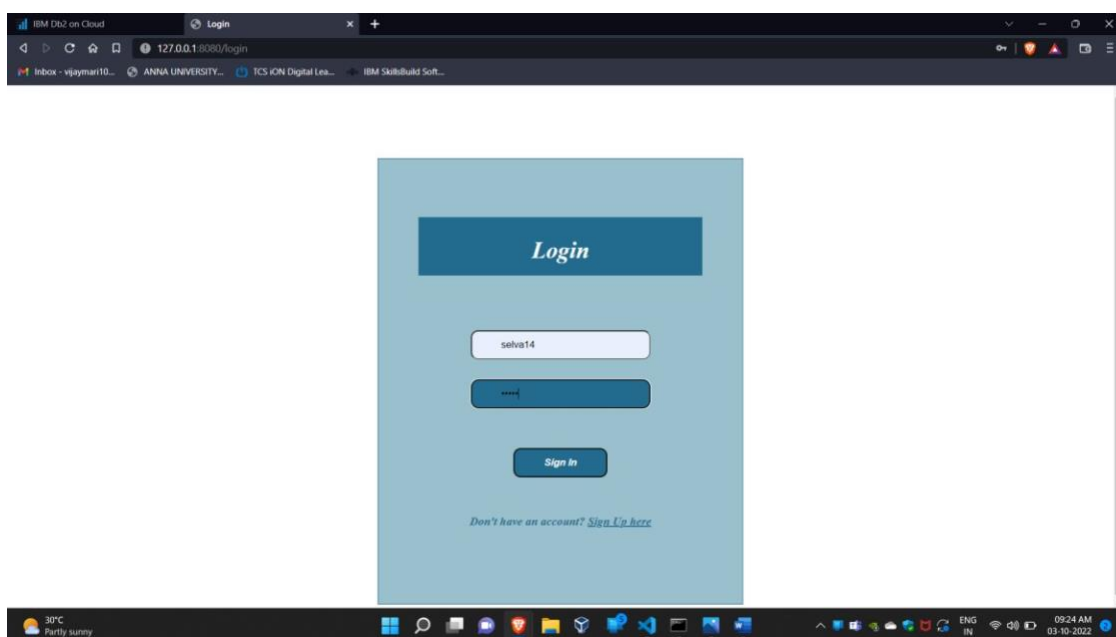 IBM Db2 on Cloud
Login
127.0.0.1:8080/login
Inbox - vijaymari10...
ANNA UNIVERSITY...
TCS iON Digital Lea...
IBM SkillsBuild Soft...
Login
selva14
•••••
Sign In
Don't have an account? Sign Up here
30°C
Partly sunny
ENG
IN
09:24 AM
03-10-2022